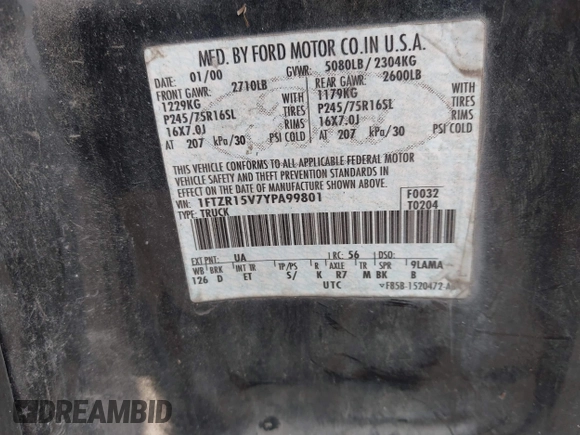 MFD. BY FORD MOTOR CO. IN U.S.A.
DATE: 01/00 GVWR: 5080LB / 2304KG
FRONT GAWR: 2710LB REAR GAWR: 2600LB
1229KG WITH 1179KG WITH
P245/75R16SL TIRES P245/75R16SL TIRES
16X7.0J RIMS 16X7.0J RIMS
AT 207 kPa/30 PSI COLD AT 207 kPa/30 PSI COLD
THIS VEHICLE CONFORMS TO ALL APPLICABLE FEDERAL MOTOR
VEHICLE SAFETY AND THEFT PREVENTION STANDARDS IN
EFFECT ON THE DATE OF MANUFACTURE SHOWN ABOVE.
VIN: 1FTZR15V7YPA99801 F0032
TYPE: TRUCK T0204
EXT PNT: UA RC: 56 DSO:
WB BRK INT TR TP/PS R AXLE TR SPR 9LAMA
126 D ET S/ K R7 M BK B
UTC
DREAMBID